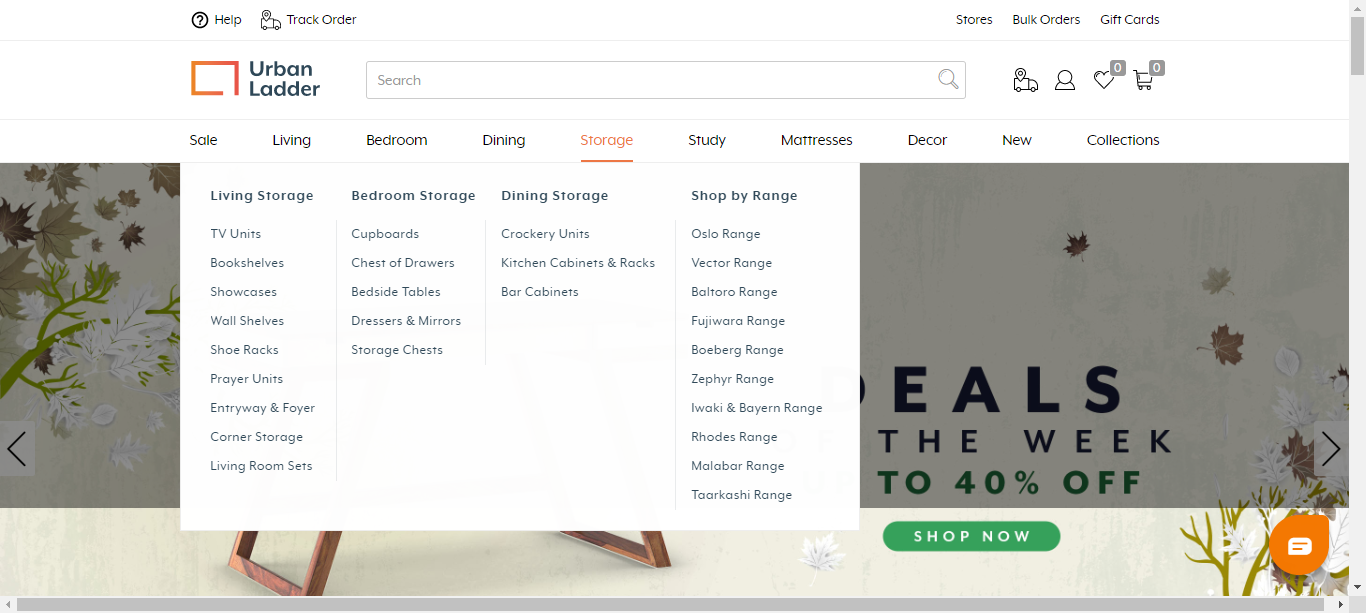 Help Track Order Stores Bulk Orders Gift Cards
Urban
Ladder
Search
0 0
Sale Living Bedroom Dining Storage Study Mattresses Decor New Collections
Living Storage
TV Units
Bookshelves
Showcases
Wall Shelves
Shoe Racks
Prayer Units
Entryway & Foyer
Corner Storage
Living Room Sets
Bedroom Storage
Cupboards
Chest of Drawers
Bedside Tables
Dressers & Mirrors
Storage Chests
Dining Storage
Crockery Units
Kitchen Cabinets & Racks
Bar Cabinets
Shop by Range
Oslo Range
Vector Range
Baltoro Range
Fujiwara Range
Boeberg Range
Zephyr Range
Iwaki & Bayern Range
Rhodes Range
Malabar Range
Taarkashi Range
DEALS
OF THE WEEK
UP TO 40% OFF
SHOP NOW